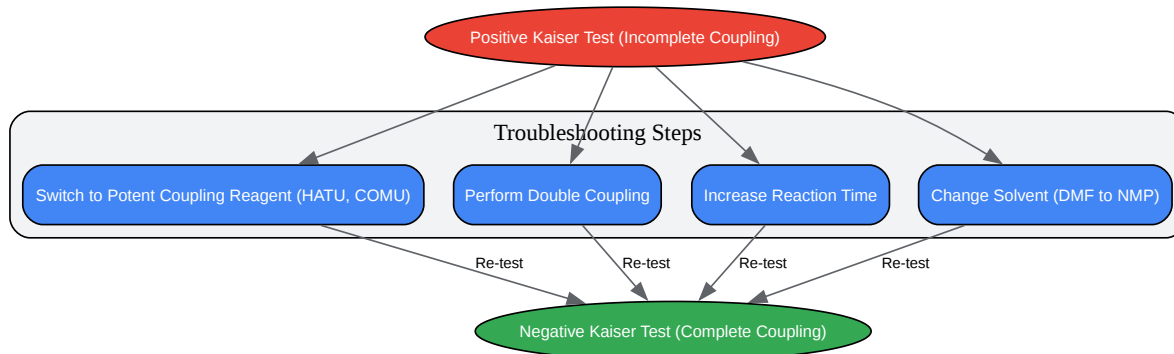 Positive Kaiser Test (Incomplete Coupling)
Troubleshooting Steps
Switch to Potent Coupling Reagent (HATU, COMU)
Perform Double Coupling
Increase Reaction Time
Change Solvent (DMF to NMP)
Re-test
Re-test
Re-test
Re-test
Negative Kaiser Test (Complete Coupling)